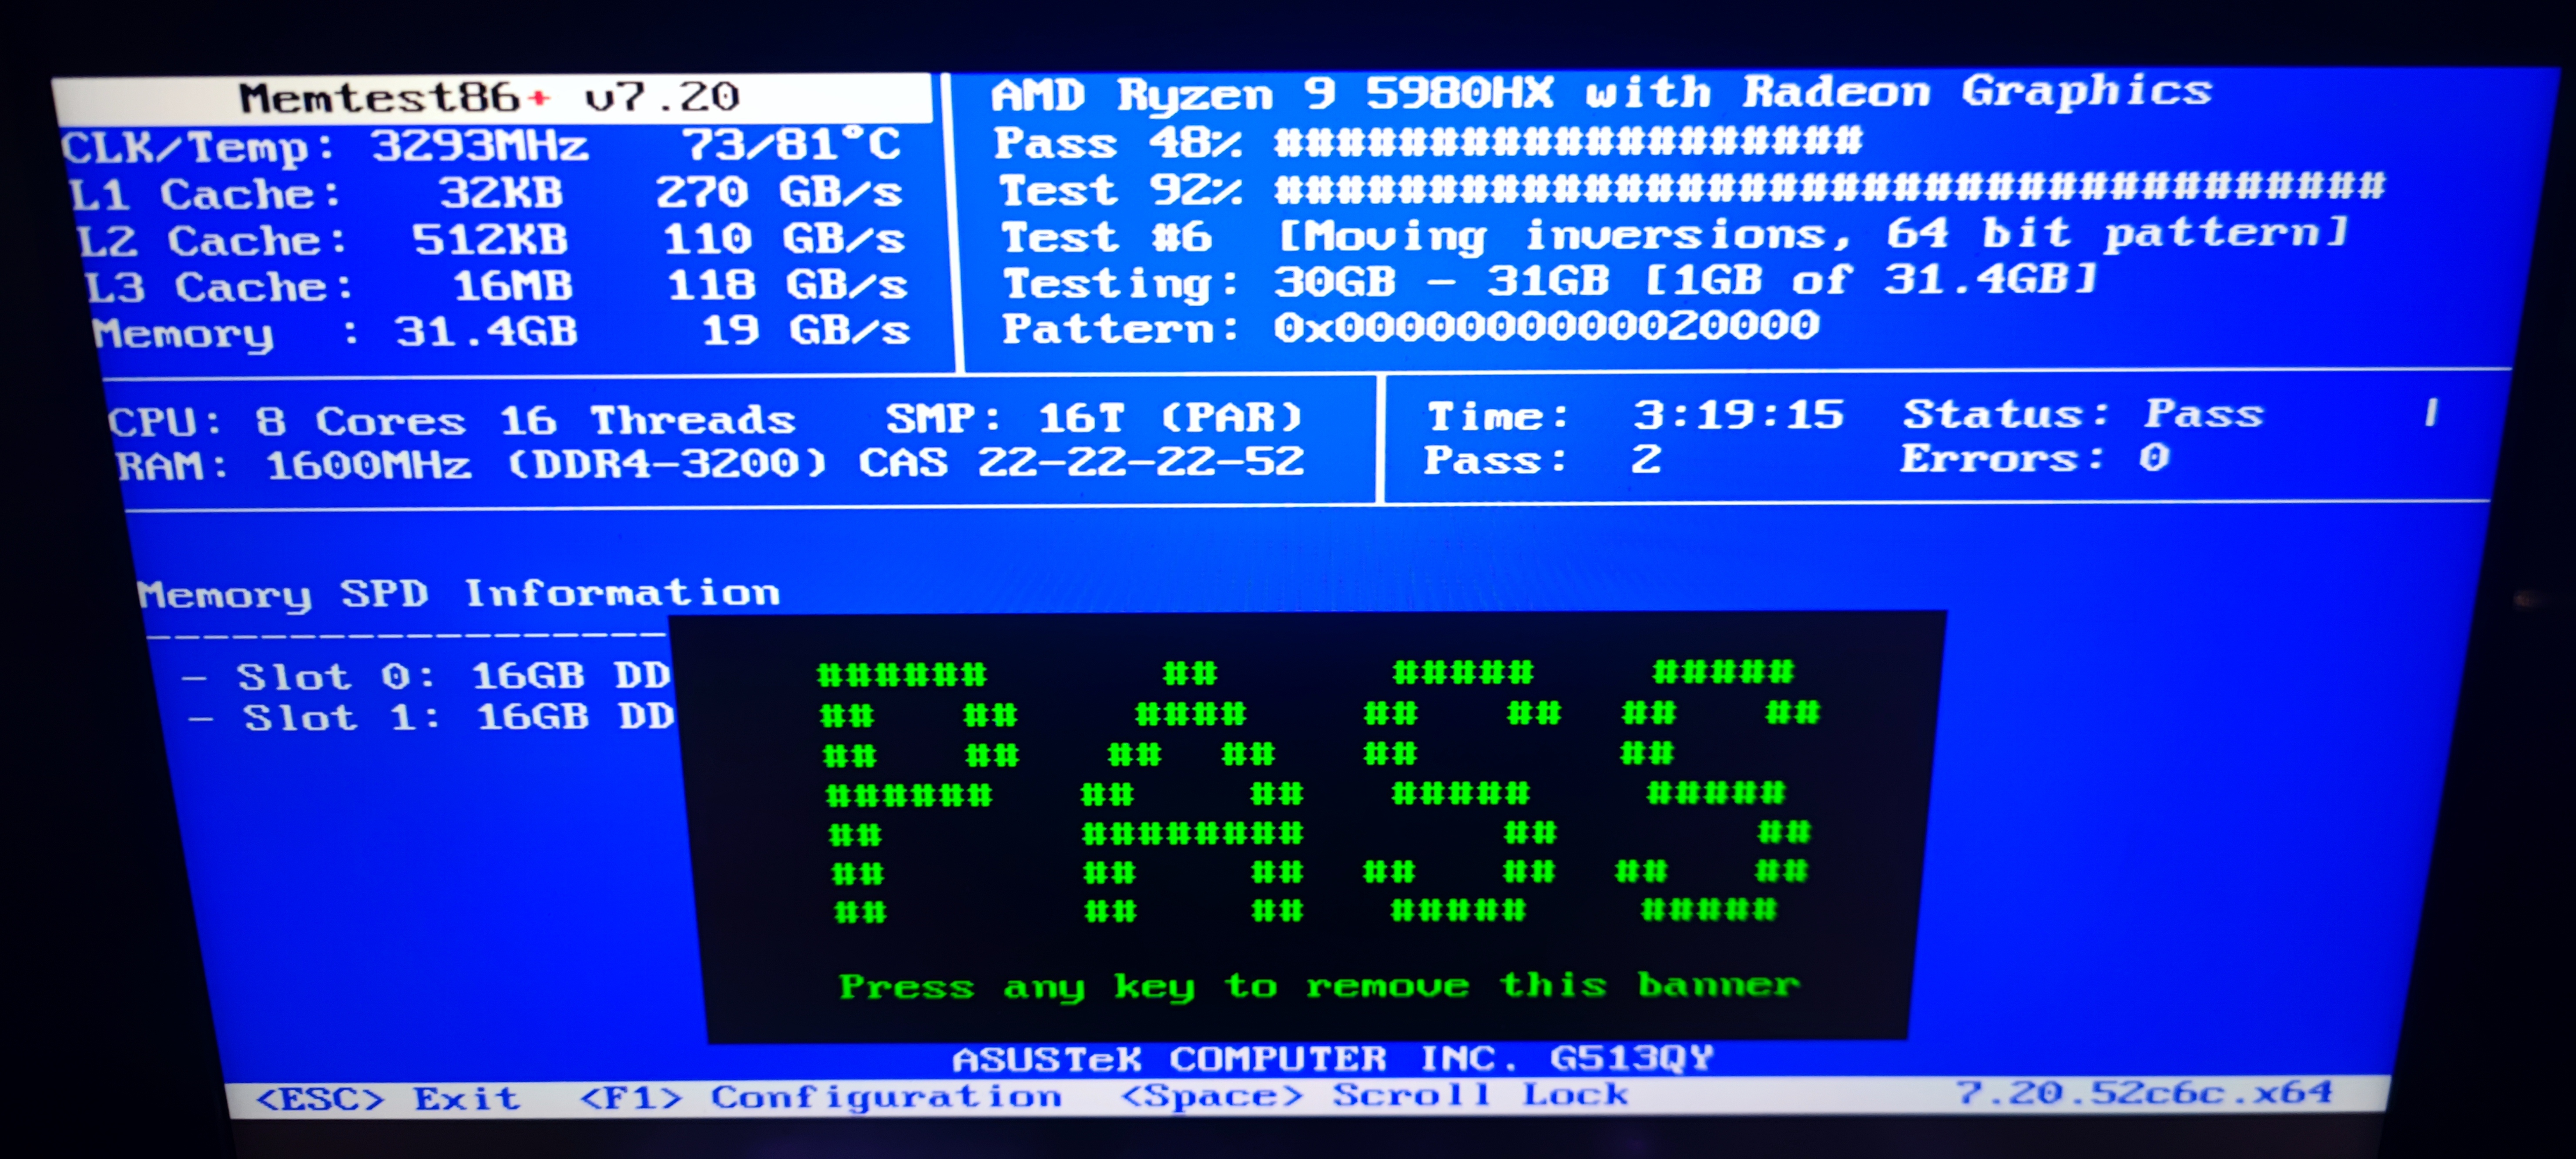 Memtest86+ v7.20
CLK/Temp: 3293MHz 73/81°C
L1 Cache: 32KB 270 GB/s
L2 Cache: 512KB 110 GB/s
L3 Cache: 16MB 118 GB/s
Memory : 31.4GB 19 GB/s
AMD Ryzen 9 5980HX with Radeon Graphics
Pass 48% ###################
Test 92% ####################################
Test #6 [Moving inversions, 64 bit pattern]
Testing: 30GB - 31GB [1GB of 31.4GB]
Pattern: 0x0000000000020000
CPU: 8 Cores 16 Threads SMP: 16T (PAR)
RAM: 1600MHz (DDR4-3200) CAS 22-22-22-52
Time: 3:19:15 Status: Pass |
Pass: 2 Errors: 0
Memory SPD Information
- Slot 0: 16GB DD
- Slot 1: 16GB DD
PASS
Press any key to remove this banner
ASUSTeK COMPUTER INC. G513QY
<ESC> Exit <F1> Configuration <Space> Scroll Lock 7.20.52c6c.x64